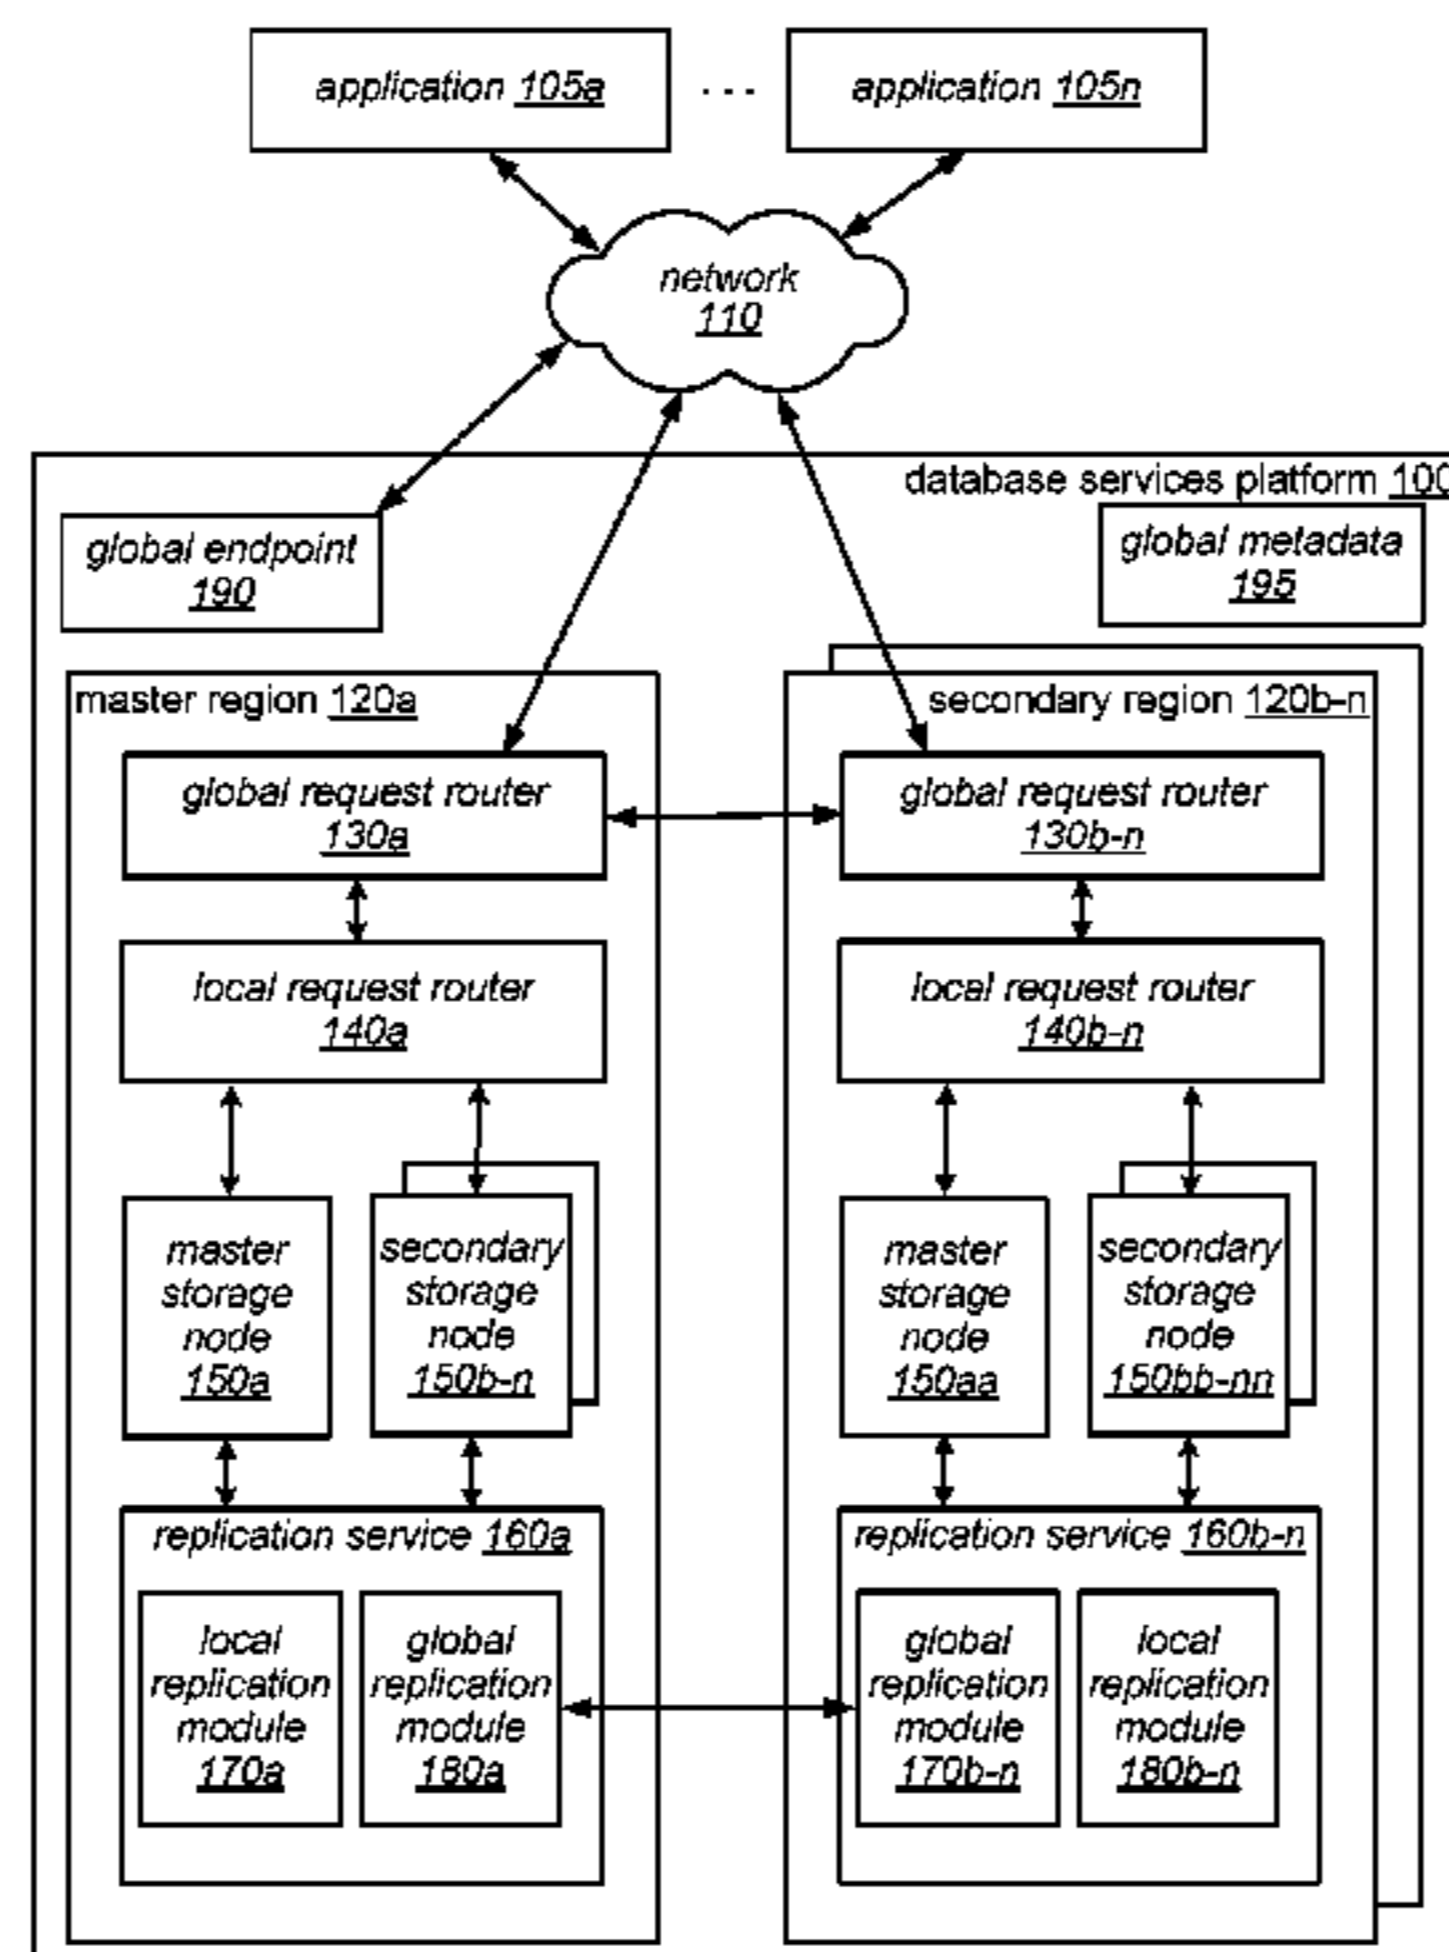 application 105a
. . .
application 105n
network
110
database services platform 100
global endpoint
190
global metadata
195
master region 120a
secondary region 120b-n
global request router
130a
global request router
130b-n
local request router
140a
local request router
140b-n
master
storage
node
150a
secondary
storage
node
150b-n
master
storage
node
150aa
secondary
storage
node
150bb-nn
replication service 160a
replication service 160b-n
local
replication
module
170a
global
replication
module
180a
global
replication
module
170b-n
local
replication
module
180b-n